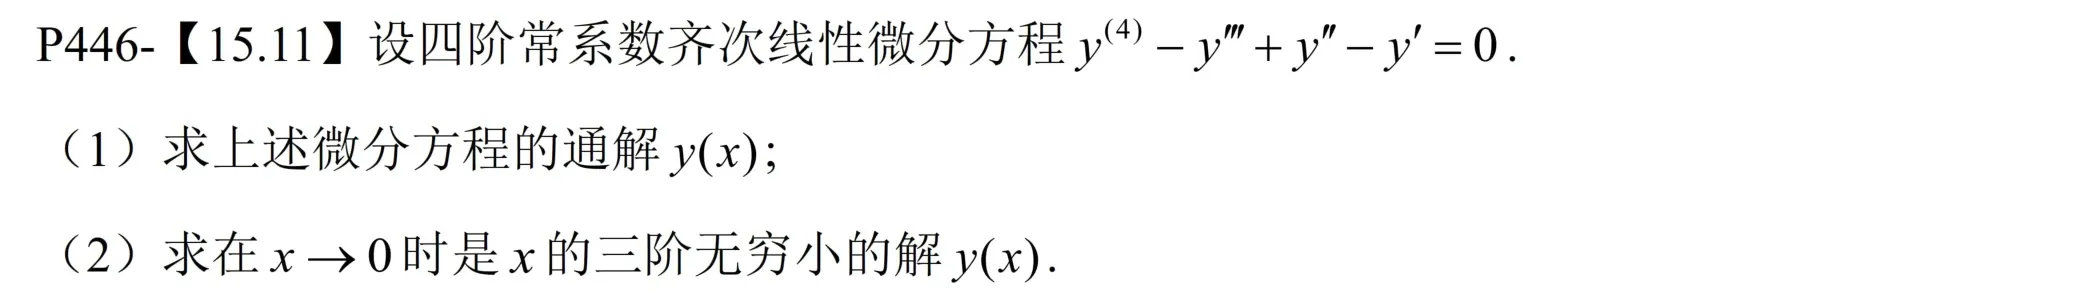 P446-【15.11】设四阶常系数齐次线性微分方程 y⁽⁴⁾ − y‴ + y″ − y′ = 0 .
（1）求上述微分方程的通解 y(x);
（2）求在 x → 0 时是 x 的三阶无穷小的解 y(x).